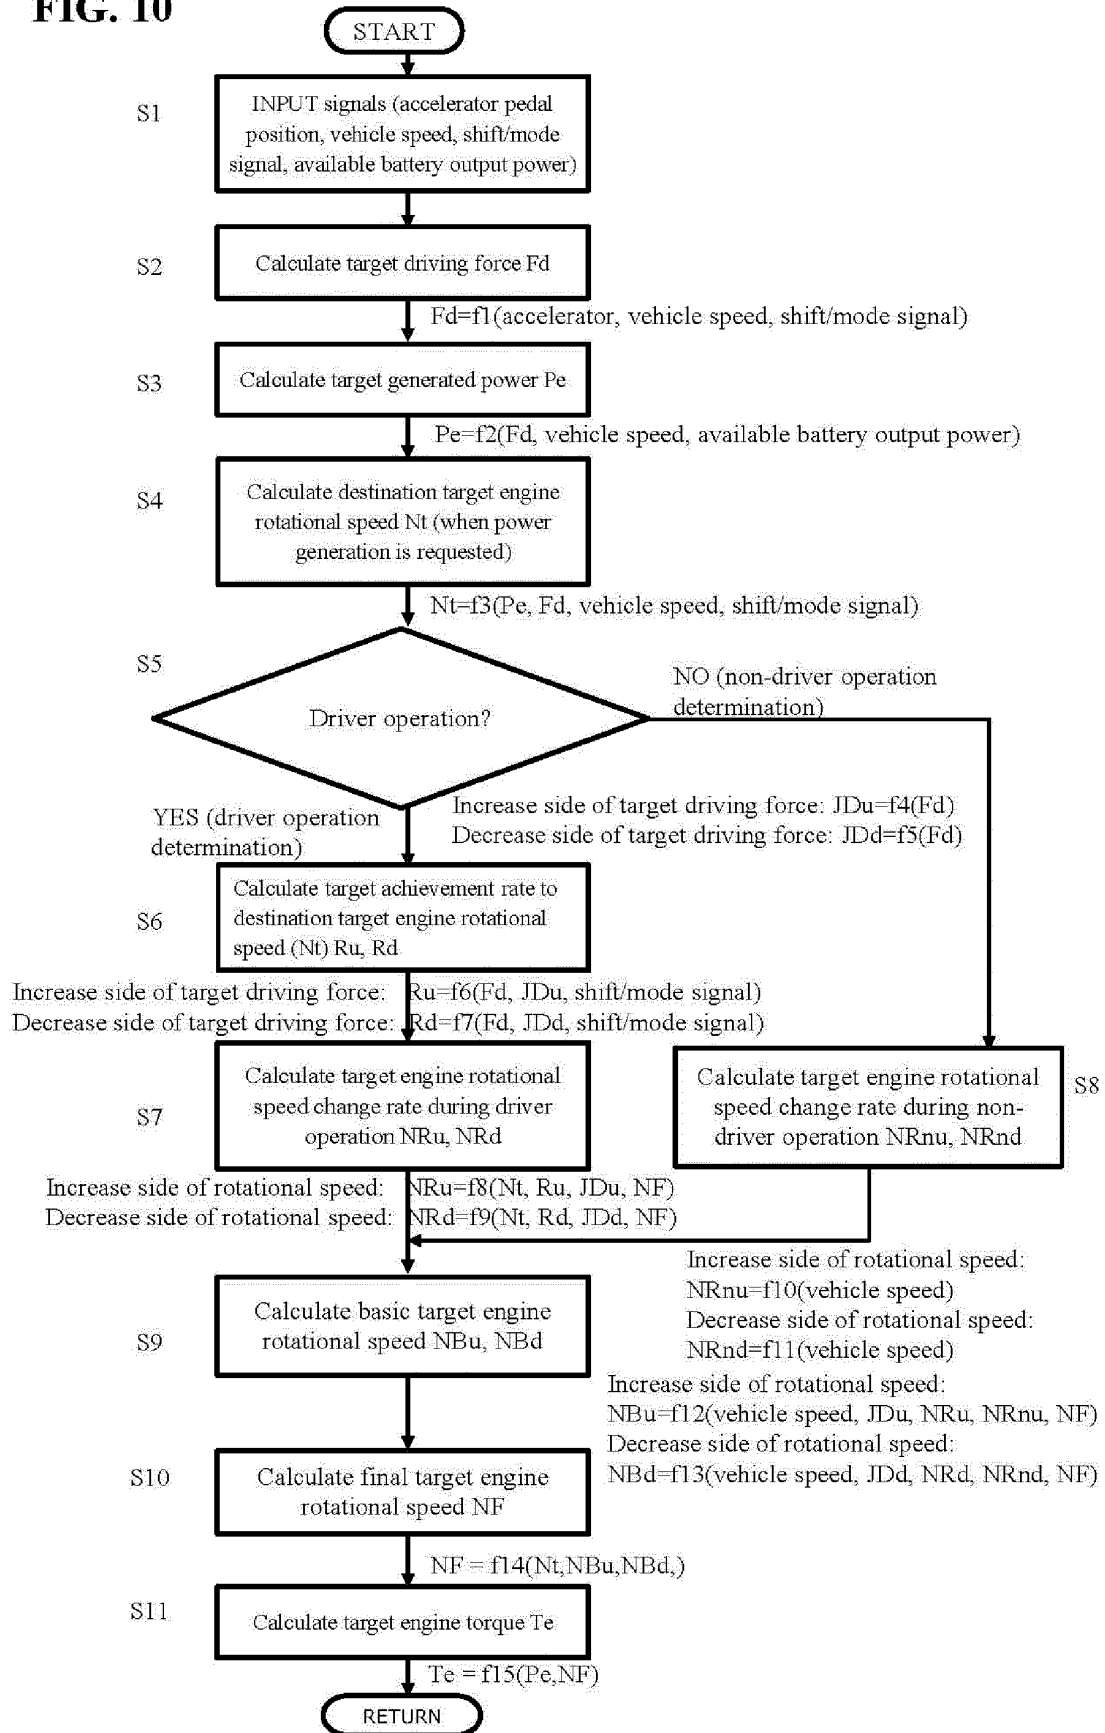 FIG. 10
START
S1
INPUT signals (accelerator pedal
position, vehicle speed, shift/mode
signal, available battery output power)
S2
Calculate target driving force Fd
Fd=f1(accelerator, vehicle speed, shift/mode signal)
S3
Calculate target generated power Pe
Pe=f2(Fd, vehicle speed, available battery output power)
S4
Calculate destination target engine
rotational speed Nt (when power
generation is requested)
Nt=f3(Pe, Fd, vehicle speed, shift/mode signal)
S5
Driver operation?
NO (non-driver operation
determination)
YES (driver operation
determination)
Increase side of target driving force: JDu=f4(Fd)
Decrease side of target driving force: JDd=f5(Fd)
S6
Calculate target achievement rate to
destination target engine rotational
speed (Nt) Ru, Rd
Increase side of target driving force: Ru=f6(Fd, JDu, shift/mode signal)
Decrease side of target driving force: Rd=f7(Fd, JDd, shift/mode signal)
S7
Calculate target engine rotational
speed change rate during driver
operation NRu, NRd
Calculate target engine rotational
speed change rate during non-
driver operation NRnu, NRnd
S8
Increase side of rotational speed: NRu=f8(Nt, Ru, JDu, NF)
Decrease side of rotational speed: NRd=f9(Nt, Rd, JDd, NF)
Increase side of rotational speed:
NRnu=f10(vehicle speed)
Decrease side of rotational speed:
NRnd=f11(vehicle speed)
S9
Calculate basic target engine
rotational speed NBu, NBd
Increase side of rotational speed:
NBu=f12(vehicle speed, JDu, NRu, NRnu, NF)
Decrease side of rotational speed:
NBd=f13(vehicle speed, JDd, NRd, NRnd, NF)
S10
Calculate final target engine
rotational speed NF
NF = f14(Nt,NBu,NBd,)
S11
Calculate target engine torque Te
Te = f15(Pe,NF)
RETURN